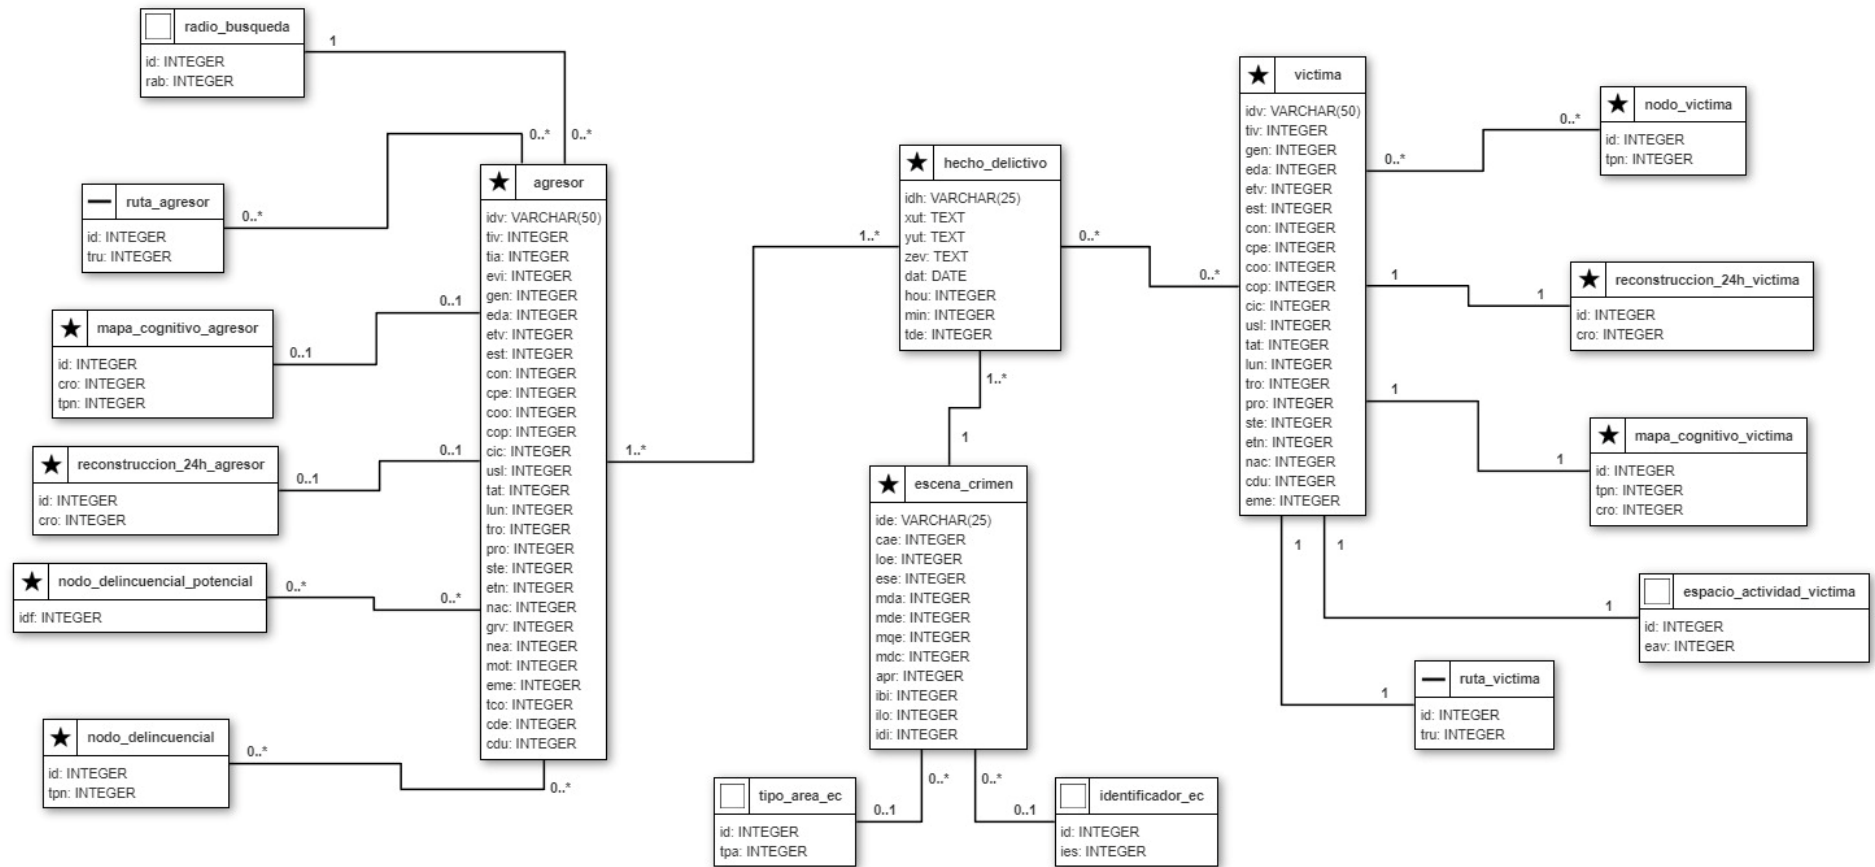 radio_busqueda
id: INTEGER
rab: INTEGER
1
0..*
0..*
ruta_agresor
id: INTEGER
tru: INTEGER
0..*
mapa_cognitivo_agresor
id: INTEGER
cro: INTEGER
tpn: INTEGER
0..1
0..1
reconstruccion_24h_agresor
id: INTEGER
cro: INTEGER
0..1
0..1
nodo_delincuencial_potencial
idf: INTEGER
0..*
0..*
nodo_delincuencial
id: INTEGER
tpn: INTEGER
0..*
0..*
agresor
idv: VARCHAR(50)
tiv: INTEGER
tia: INTEGER
evi: INTEGER
gen: INTEGER
eda: INTEGER
etv: INTEGER
est: INTEGER
con: INTEGER
cpe: INTEGER
coo: INTEGER
cop: INTEGER
cic: INTEGER
usl: INTEGER
tat: INTEGER
lun: INTEGER
tro: INTEGER
pro: INTEGER
ste: INTEGER
etn: INTEGER
nac: INTEGER
grv: INTEGER
nea: INTEGER
mot: INTEGER
eme: INTEGER
tco: INTEGER
cde: INTEGER
cdu: INTEGER
1..*
1..*
hecho_delictivo
idh: VARCHAR(25)
xut: TEXT
yut: TEXT
zev: TEXT
dat: DATE
hou: INTEGER
min: INTEGER
tde: INTEGER
0..*
0..*
1..*
1
escena_crimen
ide: VARCHAR(25)
cae: INTEGER
loe: INTEGER
ese: INTEGER
mda: INTEGER
mde: INTEGER
mqe: INTEGER
mdc: INTEGER
apr: INTEGER
ibi: INTEGER
ilo: INTEGER
idi: INTEGER
0..*
0..*
0..1
0..1
tipo_area_ec
id: INTEGER
tpa: INTEGER
identificador_ec
id: INTEGER
ies: INTEGER
victima
idv: VARCHAR(50)
tiv: INTEGER
gen: INTEGER
eda: INTEGER
etv: INTEGER
est: INTEGER
con: INTEGER
cpe: INTEGER
coo: INTEGER
cop: INTEGER
cic: INTEGER
usl: INTEGER
tat: INTEGER
lun: INTEGER
tro: INTEGER
pro: INTEGER
ste: INTEGER
etn: INTEGER
nac: INTEGER
cdu: INTEGER
eme: INTEGER
0..*
0..*
nodo_victima
id: INTEGER
tpn: INTEGER
1
1
reconstruccion_24h_victima
id: INTEGER
cro: INTEGER
1
1
mapa_cognitivo_victima
id: INTEGER
tpn: INTEGER
cro: INTEGER
1
1
1
espacio_actividad_victima
id: INTEGER
eav: INTEGER
1
ruta_victima
id: INTEGER
tru: INTEGER